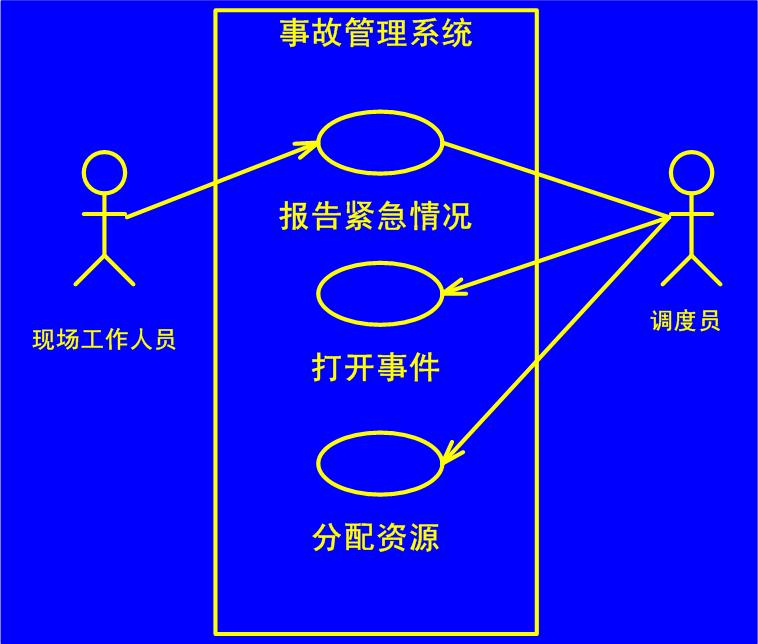 事故管理系统
报告紧急情况
现场工作人员
调度员
打开事件
分配资源